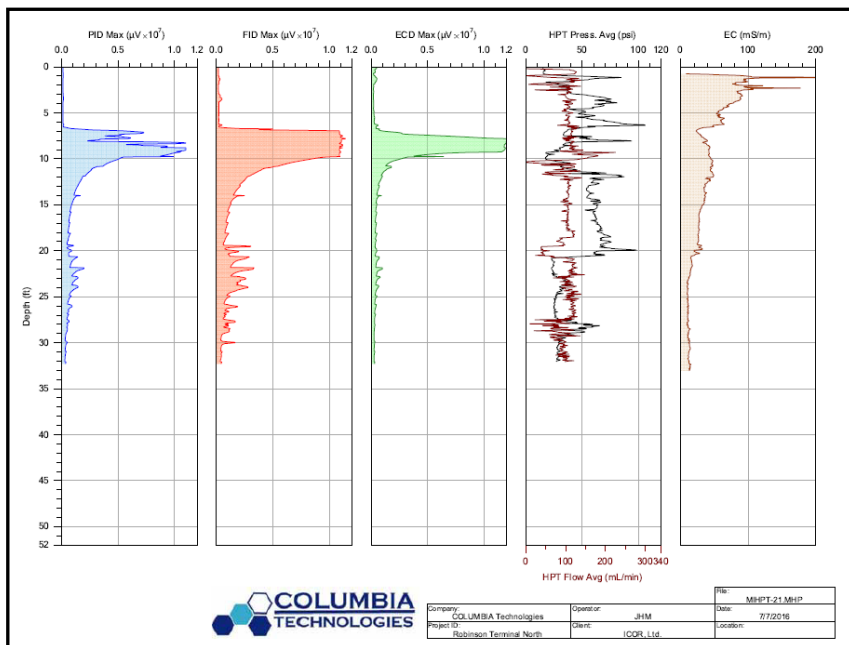 PID Max (µV ×10⁷)
FID Max (µV ×10⁷)
ECD Max (µV ×10⁷)
HPT Press. Avg (psi)
EC (mS/m)
0.0 0.5 1.0 1.2
0.0 0.5 1.0 1.2
0.0 0.5 1.0 1.2
0 50 100 120
0 100 200
0
5
10
15
20
25
30
35
40
45
50
52
Depth (ft)
0 100 200 300 340
HPT Flow Avg (mL/min)
COLUMBIA
TECHNOLOGIES
File:
MIHPT-21.MHP
Company:
COLUMBIA Technologies
Operator:
JHM
Date:
7/7/2016
Project ID:
Robinson Terminal North
Client:
ICOR, Ltd.
Location: